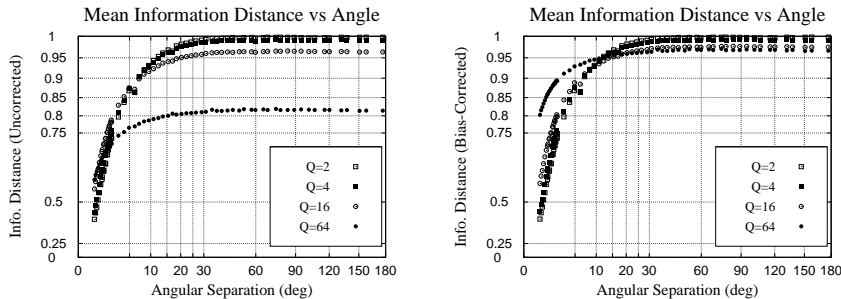 Mean Information Distance vs Angle
Info. Distance (Uncorrected)
1
0.95
0.9
0.85
0.8
0.75
0.5
0.25
0
Q=2
Q=4
Q=16
Q=64
0 10 20 30 60 90 120 150 180
Angular Separation (deg)
Mean Information Distance vs Angle
Info. Distance (Bias-Corrected)
1
0.95
0.9
0.85
0.8
0.75
0.5
0.25
0
Q=2
Q=4
Q=16
Q=64
0 10 20 30 60 90 120 150 180
Angular Separation (deg)